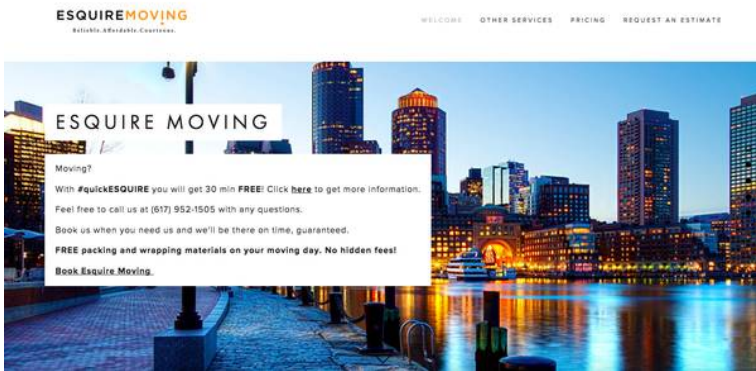 ESQUIREMOVING
Reliable.Affordable.Courteous.
WELCOME OTHER SERVICES PRICING REQUEST AN ESTIMATE
ESQUIRE MOVING
Moving?
With #quickESQUIRE you will get 30 min FREE! Click here to get more information.
Feel free to call us at (617) 952-1505 with any questions.
Book us when you need us and we'll be there on time, guaranteed.
FREE packing and wrapping materials on your moving day. No hidden fees!
Book Esquire Moving